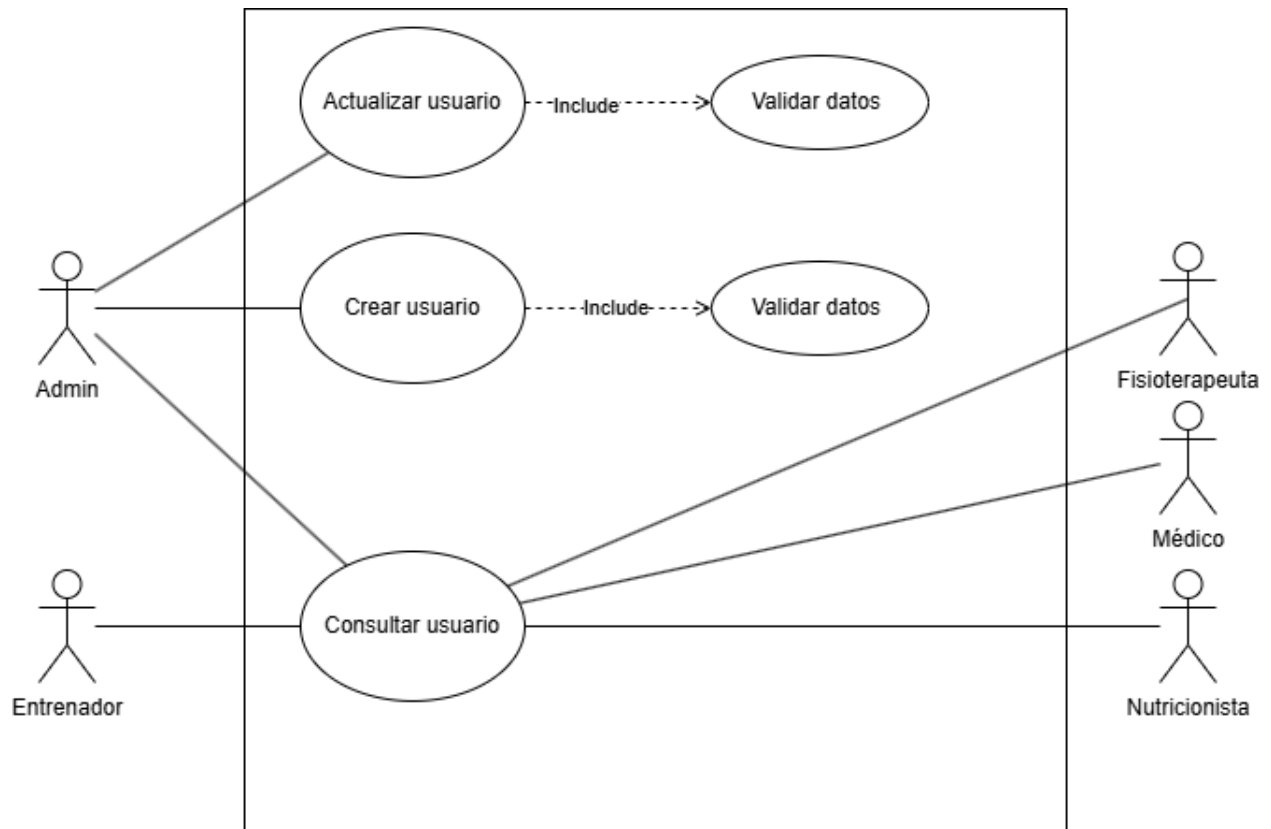 Actualizar usuario
Include
Validar datos
Crear usuario
Include
Validar datos
Admin
Fisioterapeuta
Médico
Consultar usuario
Entrenador
Nutricionista